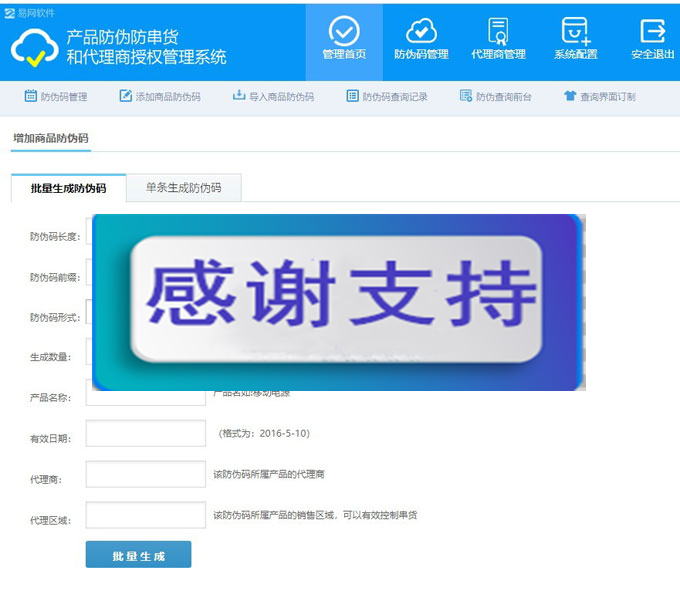 易网软件
产品防伪防串货
和代理商授权管理系统
管理首页 防伪码管理 代理商管理 系统配置 安全退出
防伪码管理 添加商品防伪码 导入商品防伪码 防伪码查询记录 防伪查询前台 查询界面订制
增加商品防伪码
批量生成防伪码 单条生成防伪码
防伪码长度：
防伪码前缀：
感谢支持
防伪码形式：
生成数量：
产品名称： 产品名如:移动电源
有效日期： （格式为：2016-5-10）
代理商： 该防伪码所属产品的代理商
代理区域： 该防伪码所属产品的销售区域，可以有效控制串货
批量生成